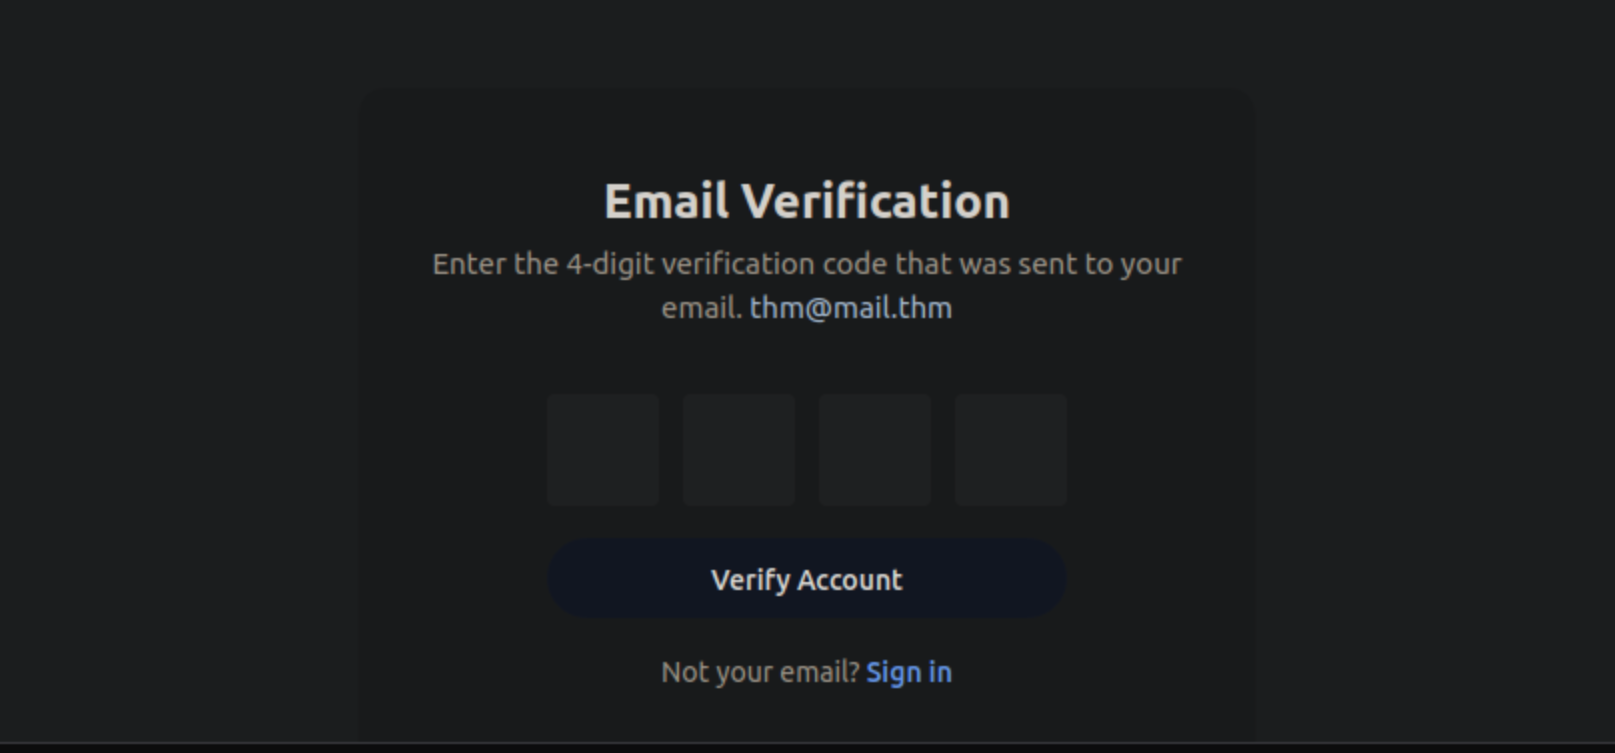 Email Verification
Enter the 4-digit verification code that was sent to your
email. thm@mail.thm
Verify Account
Not your email? Sign in